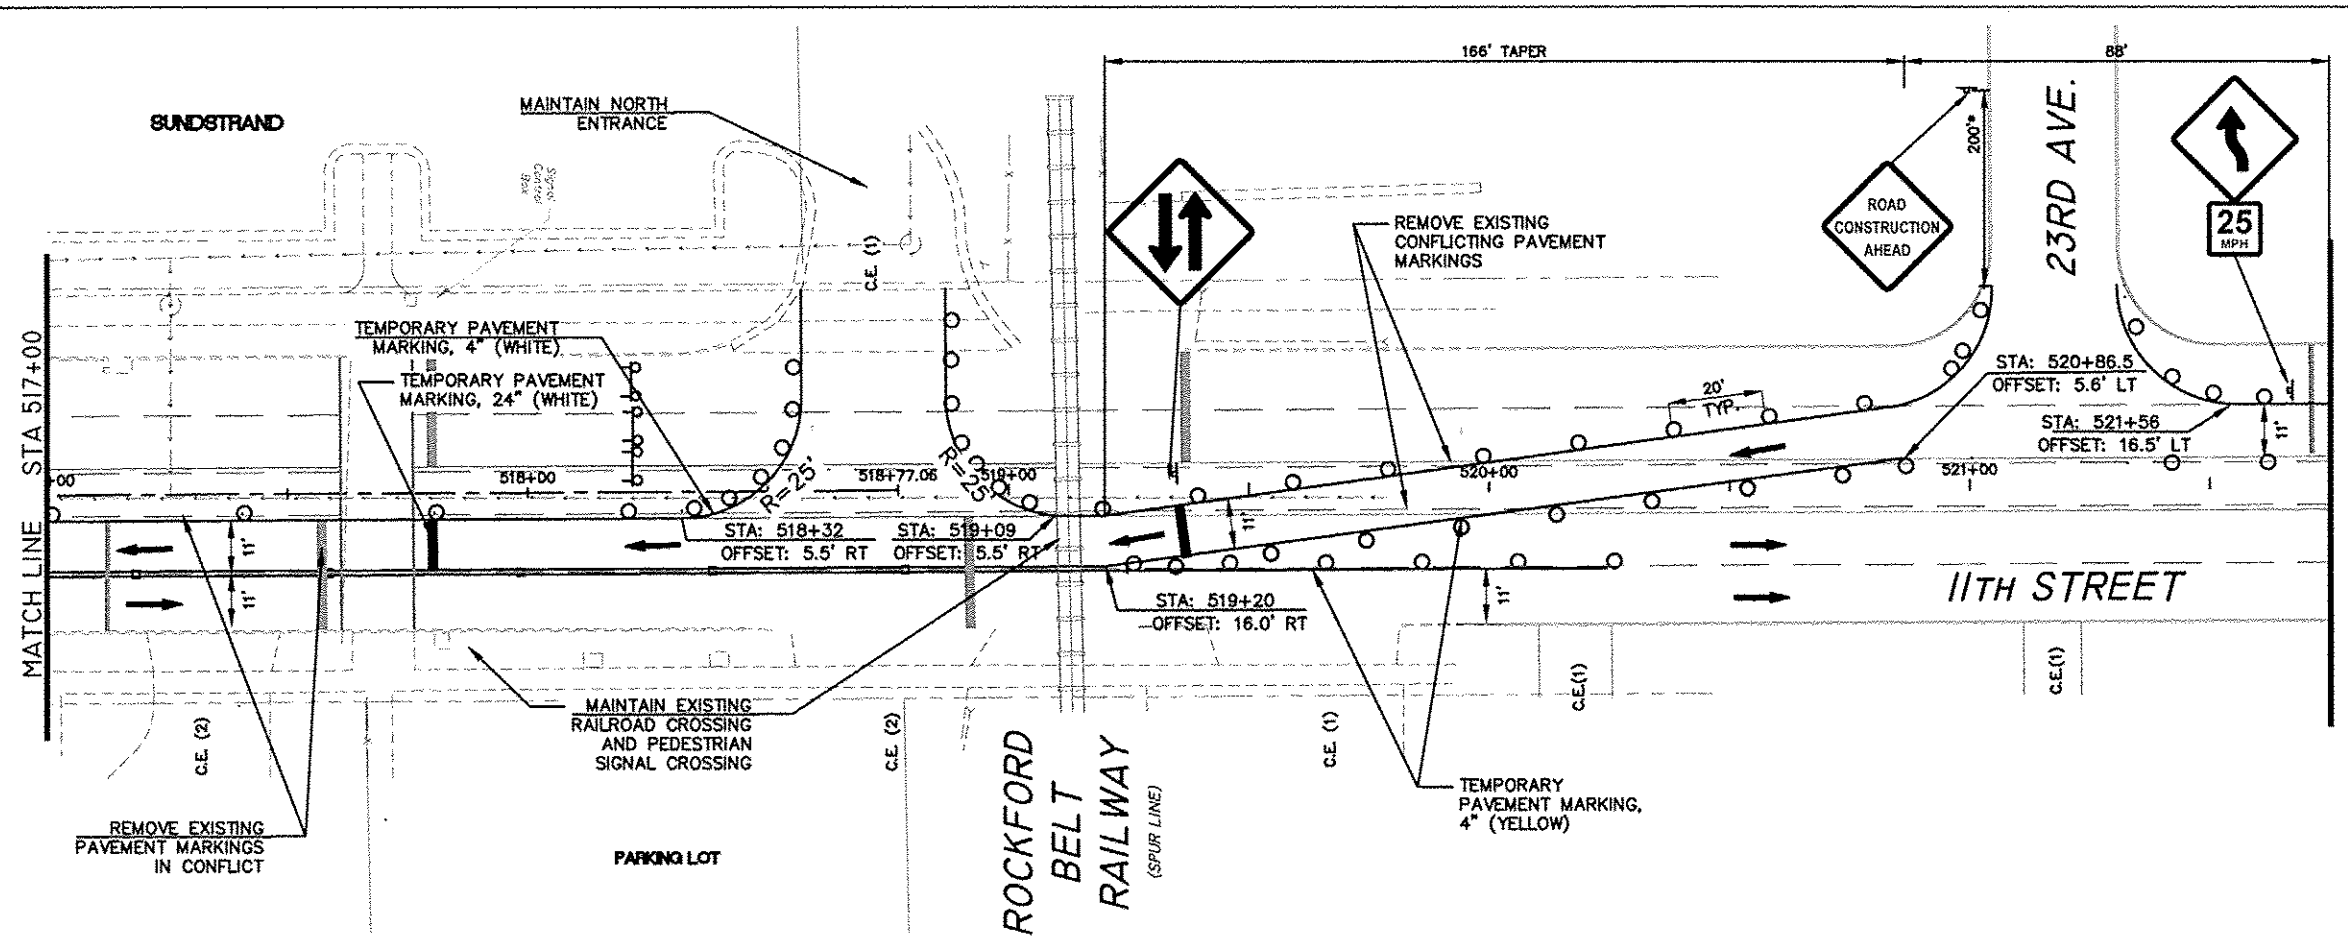 166' TAPER
88'
SUNDSTRAND
MAINTAIN NORTH
ENTRANCE
Signal
Control
Box
C.E. (1)
200'*
ROAD
CONSTRUCTION
AHEAD
23RD AVE.
25
MPH
REMOVE EXISTING
CONFLICTING PAVEMENT
MARKINGS
MATCH LINE STA 517+00
TEMPORARY PAVEMENT
MARKING, 4" (WHITE)
TEMPORARY PAVEMENT
MARKING, 24" (WHITE)
STA: 520+86.5
OFFSET: 5.6' LT
20'
TYP.
STA: 521+56
OFFSET: 16.5' LT
11'
+00
518+00
R=25'
518+77.06
R=25'
519+00
520+00
521+00
STA: 518+32
OFFSET: 5.5' RT
STA: 519+09
OFFSET: 5.5' RT
11'
11'
11'
11'
STA: 519+20
OFFSET: 16.0' RT
11TH STREET
MAINTAIN EXISTING
RAILROAD CROSSING
AND PEDESTRIAN
SIGNAL CROSSING
C.E. (2)
C.E. (2)
C.E. (1)
C.E.(1)
C.E.(1)
REMOVE EXISTING
PAVEMENT MARKINGS
IN CONFLICT
PARKING LOT
ROCKFORD
BELT
RAILWAY
(SPUR LINE)
TEMPORARY
PAVEMENT MARKING,
4" (YELLOW)